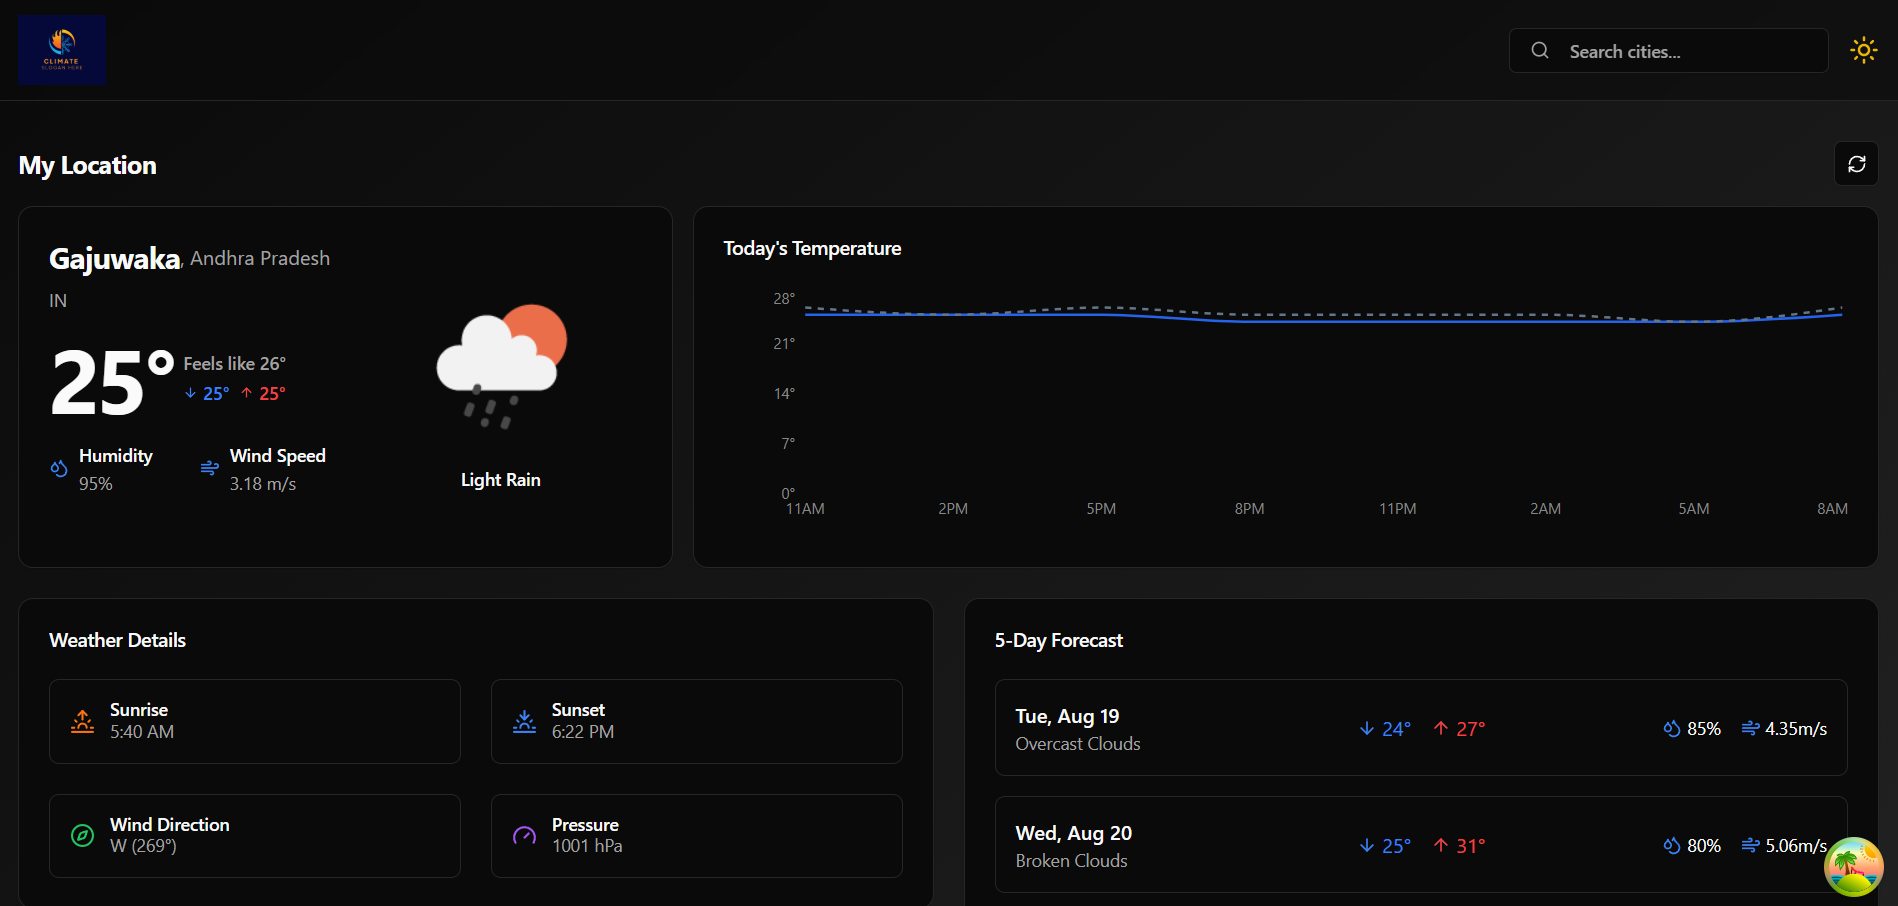 CLIMATE
SLOGAN HERE
Search cities...
My Location
Gajuwaka, Andhra Pradesh
IN
25°
Feels like 26°
25° 25°
Humidity
95%
Wind Speed
3.18 m/s
Light Rain
Today's Temperature
28°
21°
14°
7°
0°
11AM 2PM 5PM 8PM 11PM 2AM 5AM 8AM
Weather Details
Sunrise
5:40 AM
Sunset
6:22 PM
Wind Direction
W (269°)
Pressure
1001 hPa
5-Day Forecast
Tue, Aug 19
Overcast Clouds
24° 27° 85% 4.35m/s
Wed, Aug 20
Broken Clouds
25° 31° 80% 5.06m/s